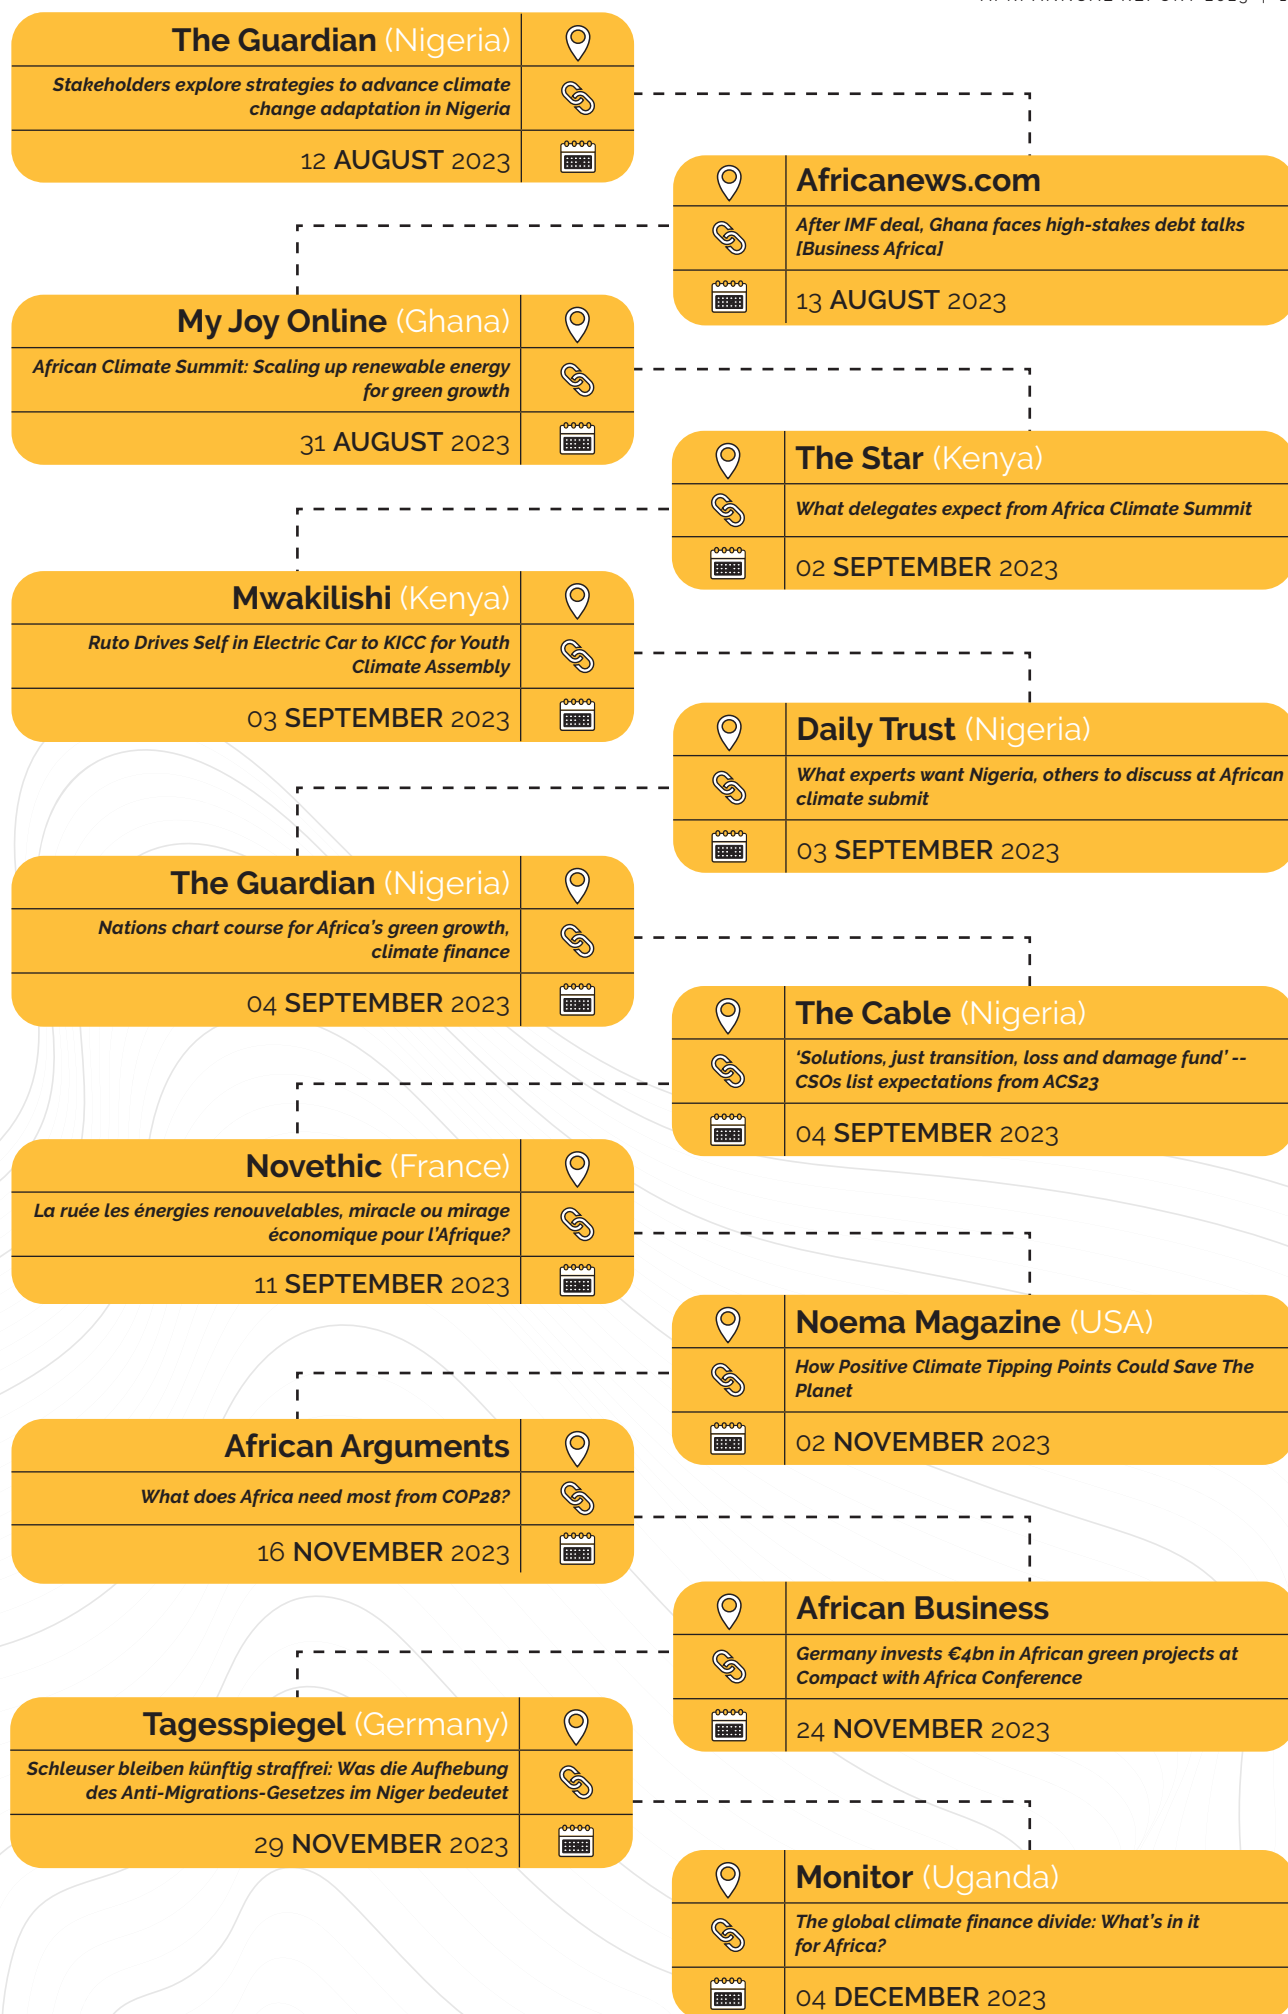 The Guardian (Nigeria)
Stakeholders explore strategies to advance climate
change adaptation in Nigeria
12 AUGUST 2023
Africanews.com
After IMF deal, Ghana faces high-stakes debt talks
[Business Africa]
13 AUGUST 2023
My Joy Online (Ghana)
African Climate Summit: Scaling up renewable energy
for green growth
31 AUGUST 2023
The Star (Kenya)
What delegates expect from Africa Climate Summit
02 SEPTEMBER 2023
Mwakilishi (Kenya)
Ruto Drives Self in Electric Car to KICC for Youth
Climate Assembly
03 SEPTEMBER 2023
Daily Trust (Nigeria)
What experts want Nigeria, others to discuss at African
climate submit
03 SEPTEMBER 2023
The Guardian (Nigeria)
Nations chart course for Africa's green growth,
climate finance
04 SEPTEMBER 2023
The Cable (Nigeria)
'Solutions, just transition, loss and damage fund' --
CSOs list expectations from ACS23
04 SEPTEMBER 2023
Novethic (France)
La ruée les énergies renouvelables, miracle ou mirage
économique pour l'Afrique?
11 SEPTEMBER 2023
Noema Magazine (USA)
How Positive Climate Tipping Points Could Save The
Planet
02 NOVEMBER 2023
African Arguments
What does Africa need most from COP28?
16 NOVEMBER 2023
African Business
Germany invests €4bn in African green projects at
Compact with Africa Conference
24 NOVEMBER 2023
Tagesspiegel (Germany)
Schleuser bleiben künftig straffrei: Was die Aufhebung
des Anti-Migrations-Gesetzes im Niger bedeutet
29 NOVEMBER 2023
Monitor (Uganda)
The global climate finance divide: What's in it
for Africa?
04 DECEMBER 2023